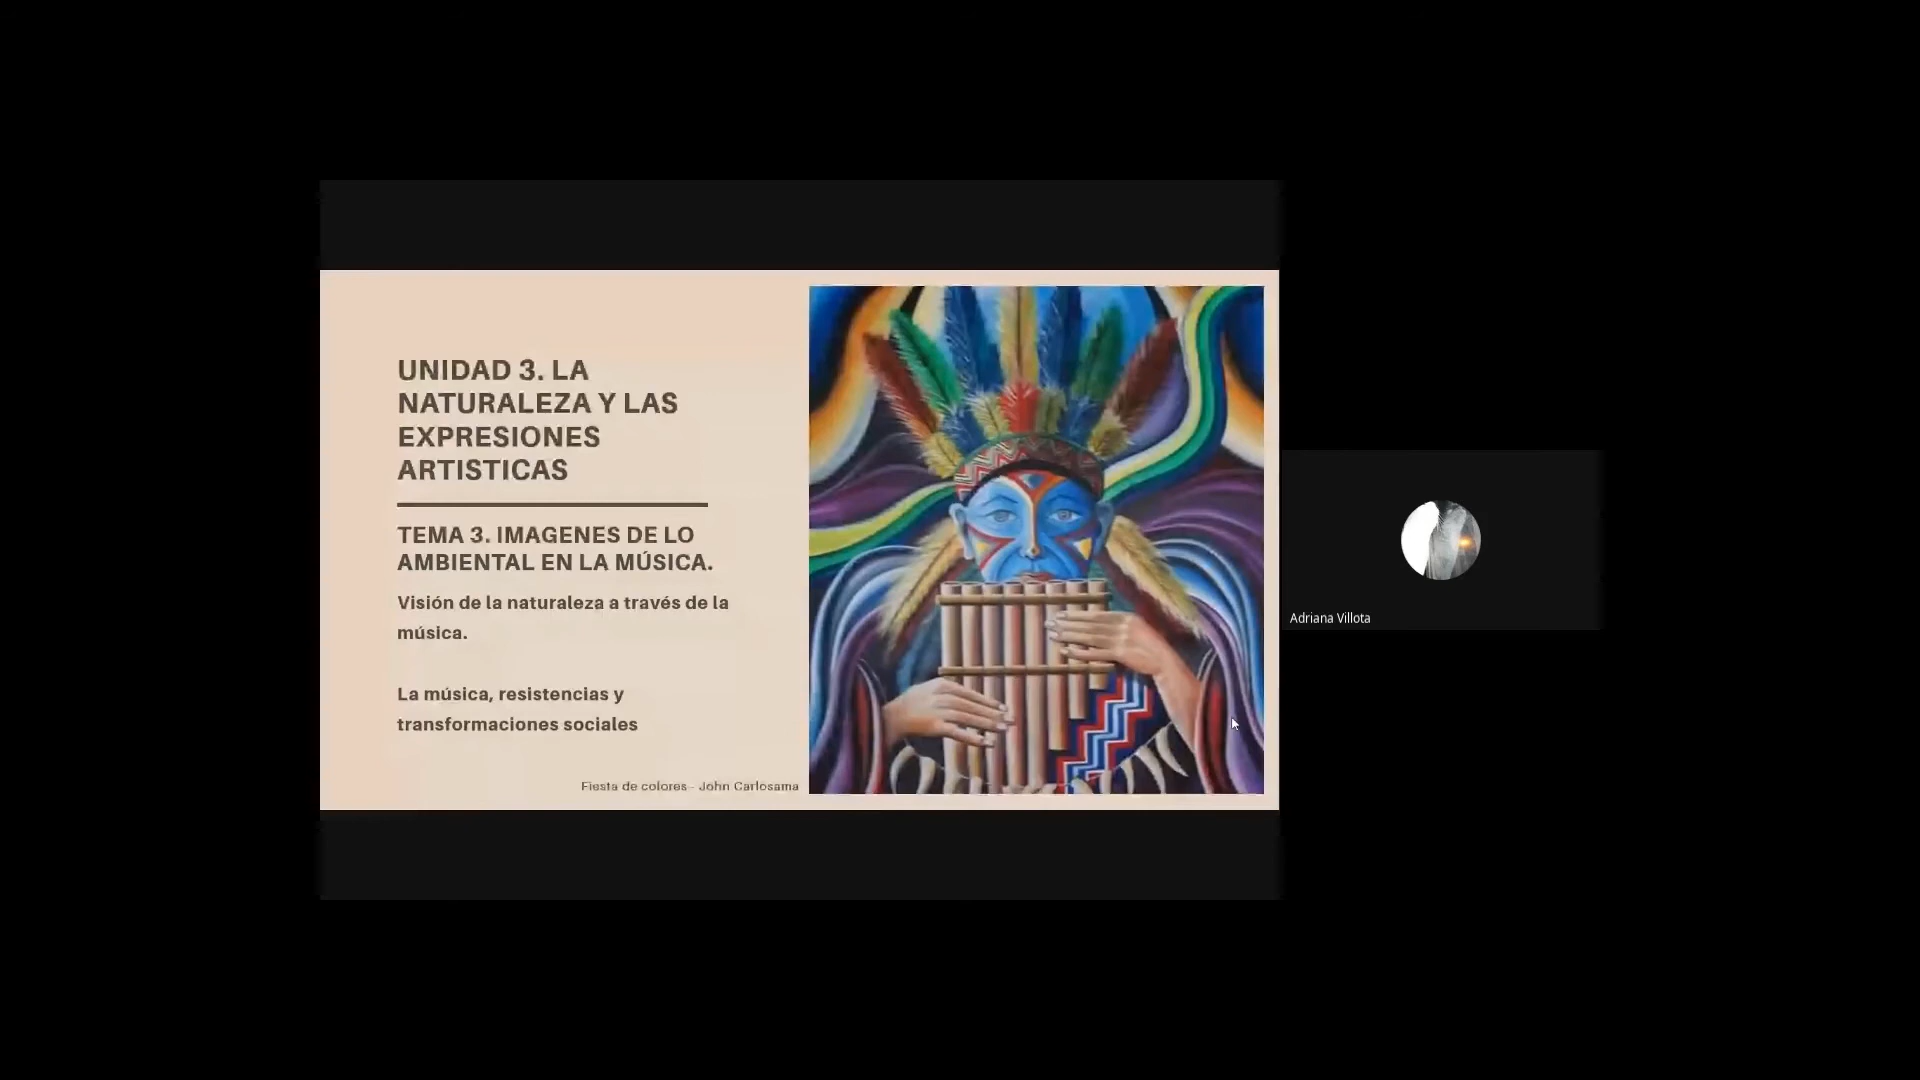 UNIDAD 3. LA
NATURALEZA Y LAS
EXPRESIONES
ARTISTICAS
TEMA 3. IMAGENES DE LO
AMBIENTAL EN LA MÚSICA.
Visión de la naturaleza a través de la
música.
La música, resistencias y
transformaciones sociales
Fiesta de colores- John Carlosama
Adriana Villota